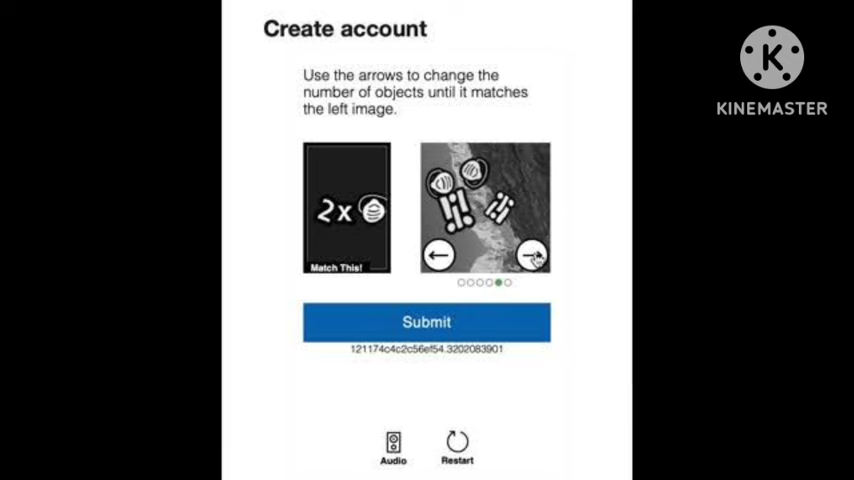 Create account
Use the arrows to change the
number of objects until it matches
the left image.
K
KINEMASTER
2x
Match This!
Submit
121174c4c2c56ef54.3202083901
Audio
Restart